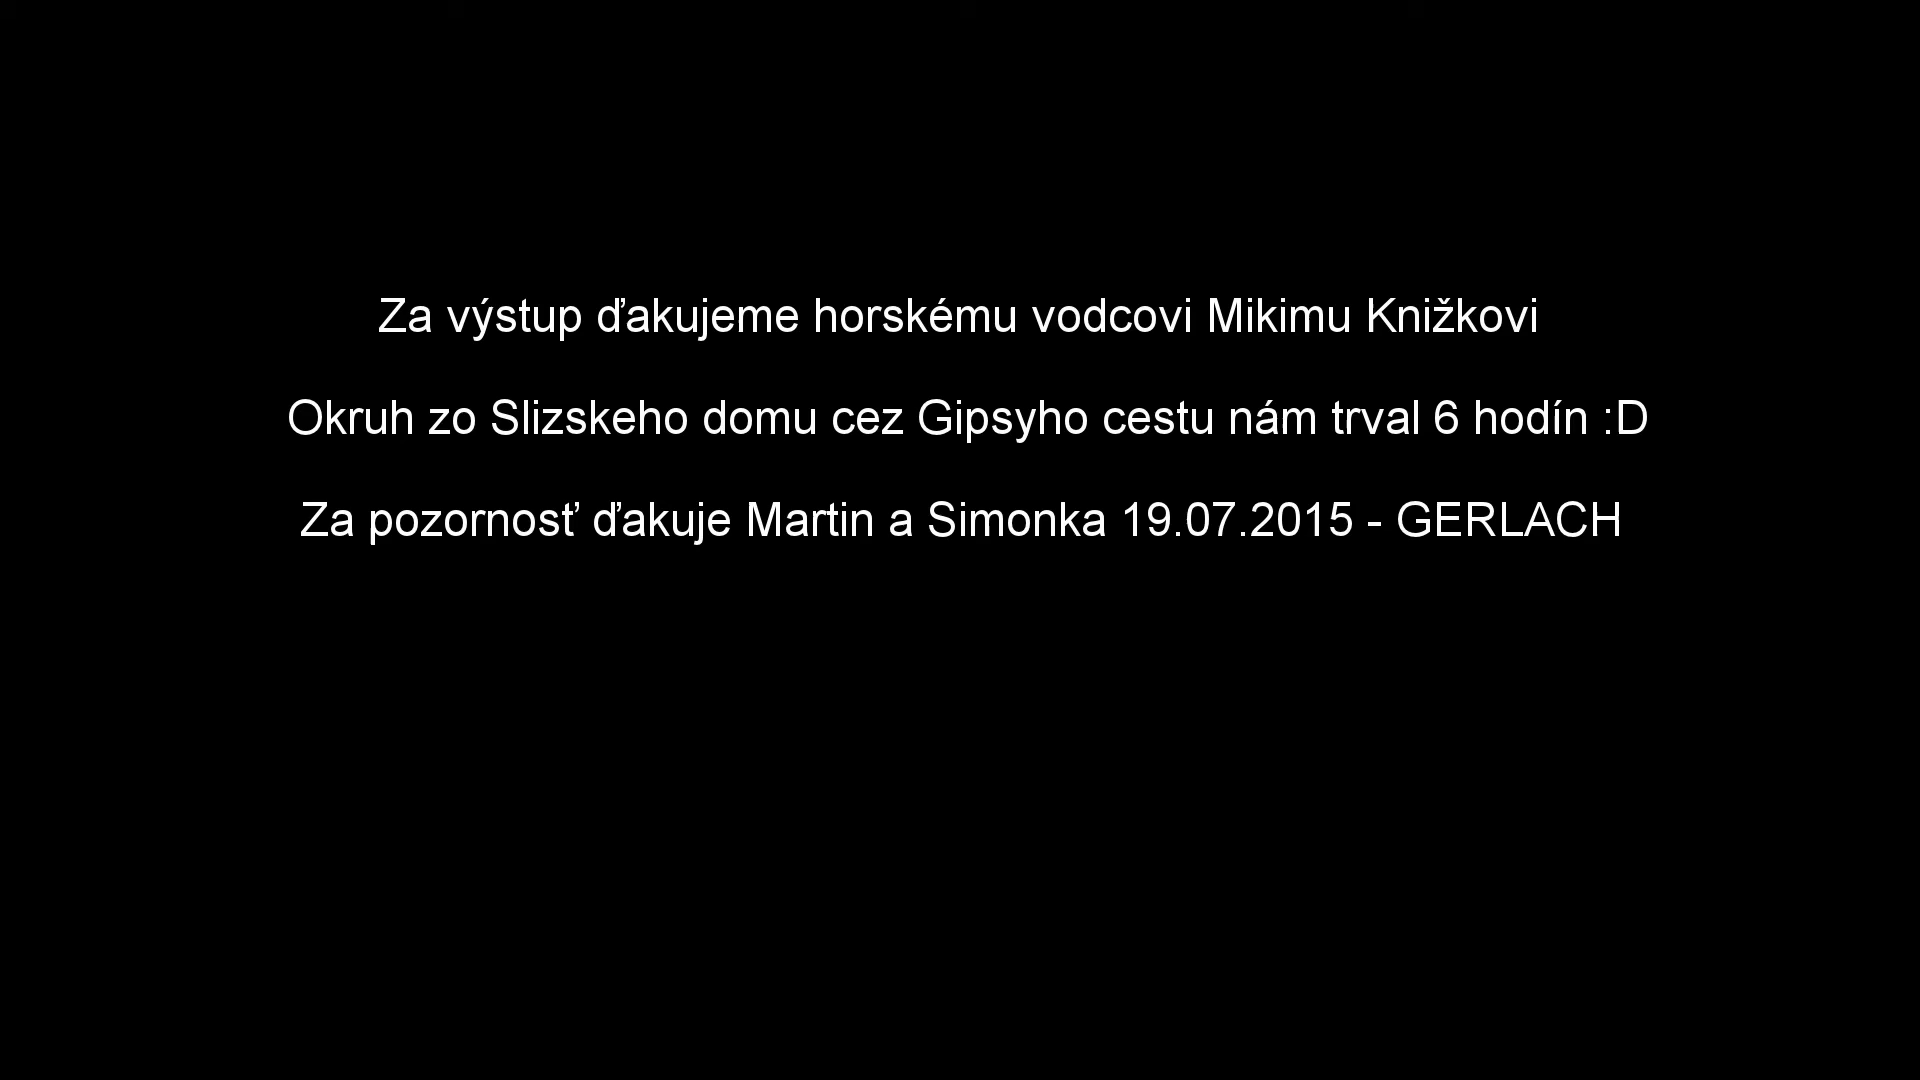 Za výstup ďakujeme horskému vodcovi Mikimu Knižkovi
Okruh zo Slizskeho domu cez Gipsyho cestu nám trval 6 hodín :D
Za pozornosť ďakuje Martin a Simonka 19.07.2015 - GERLACH